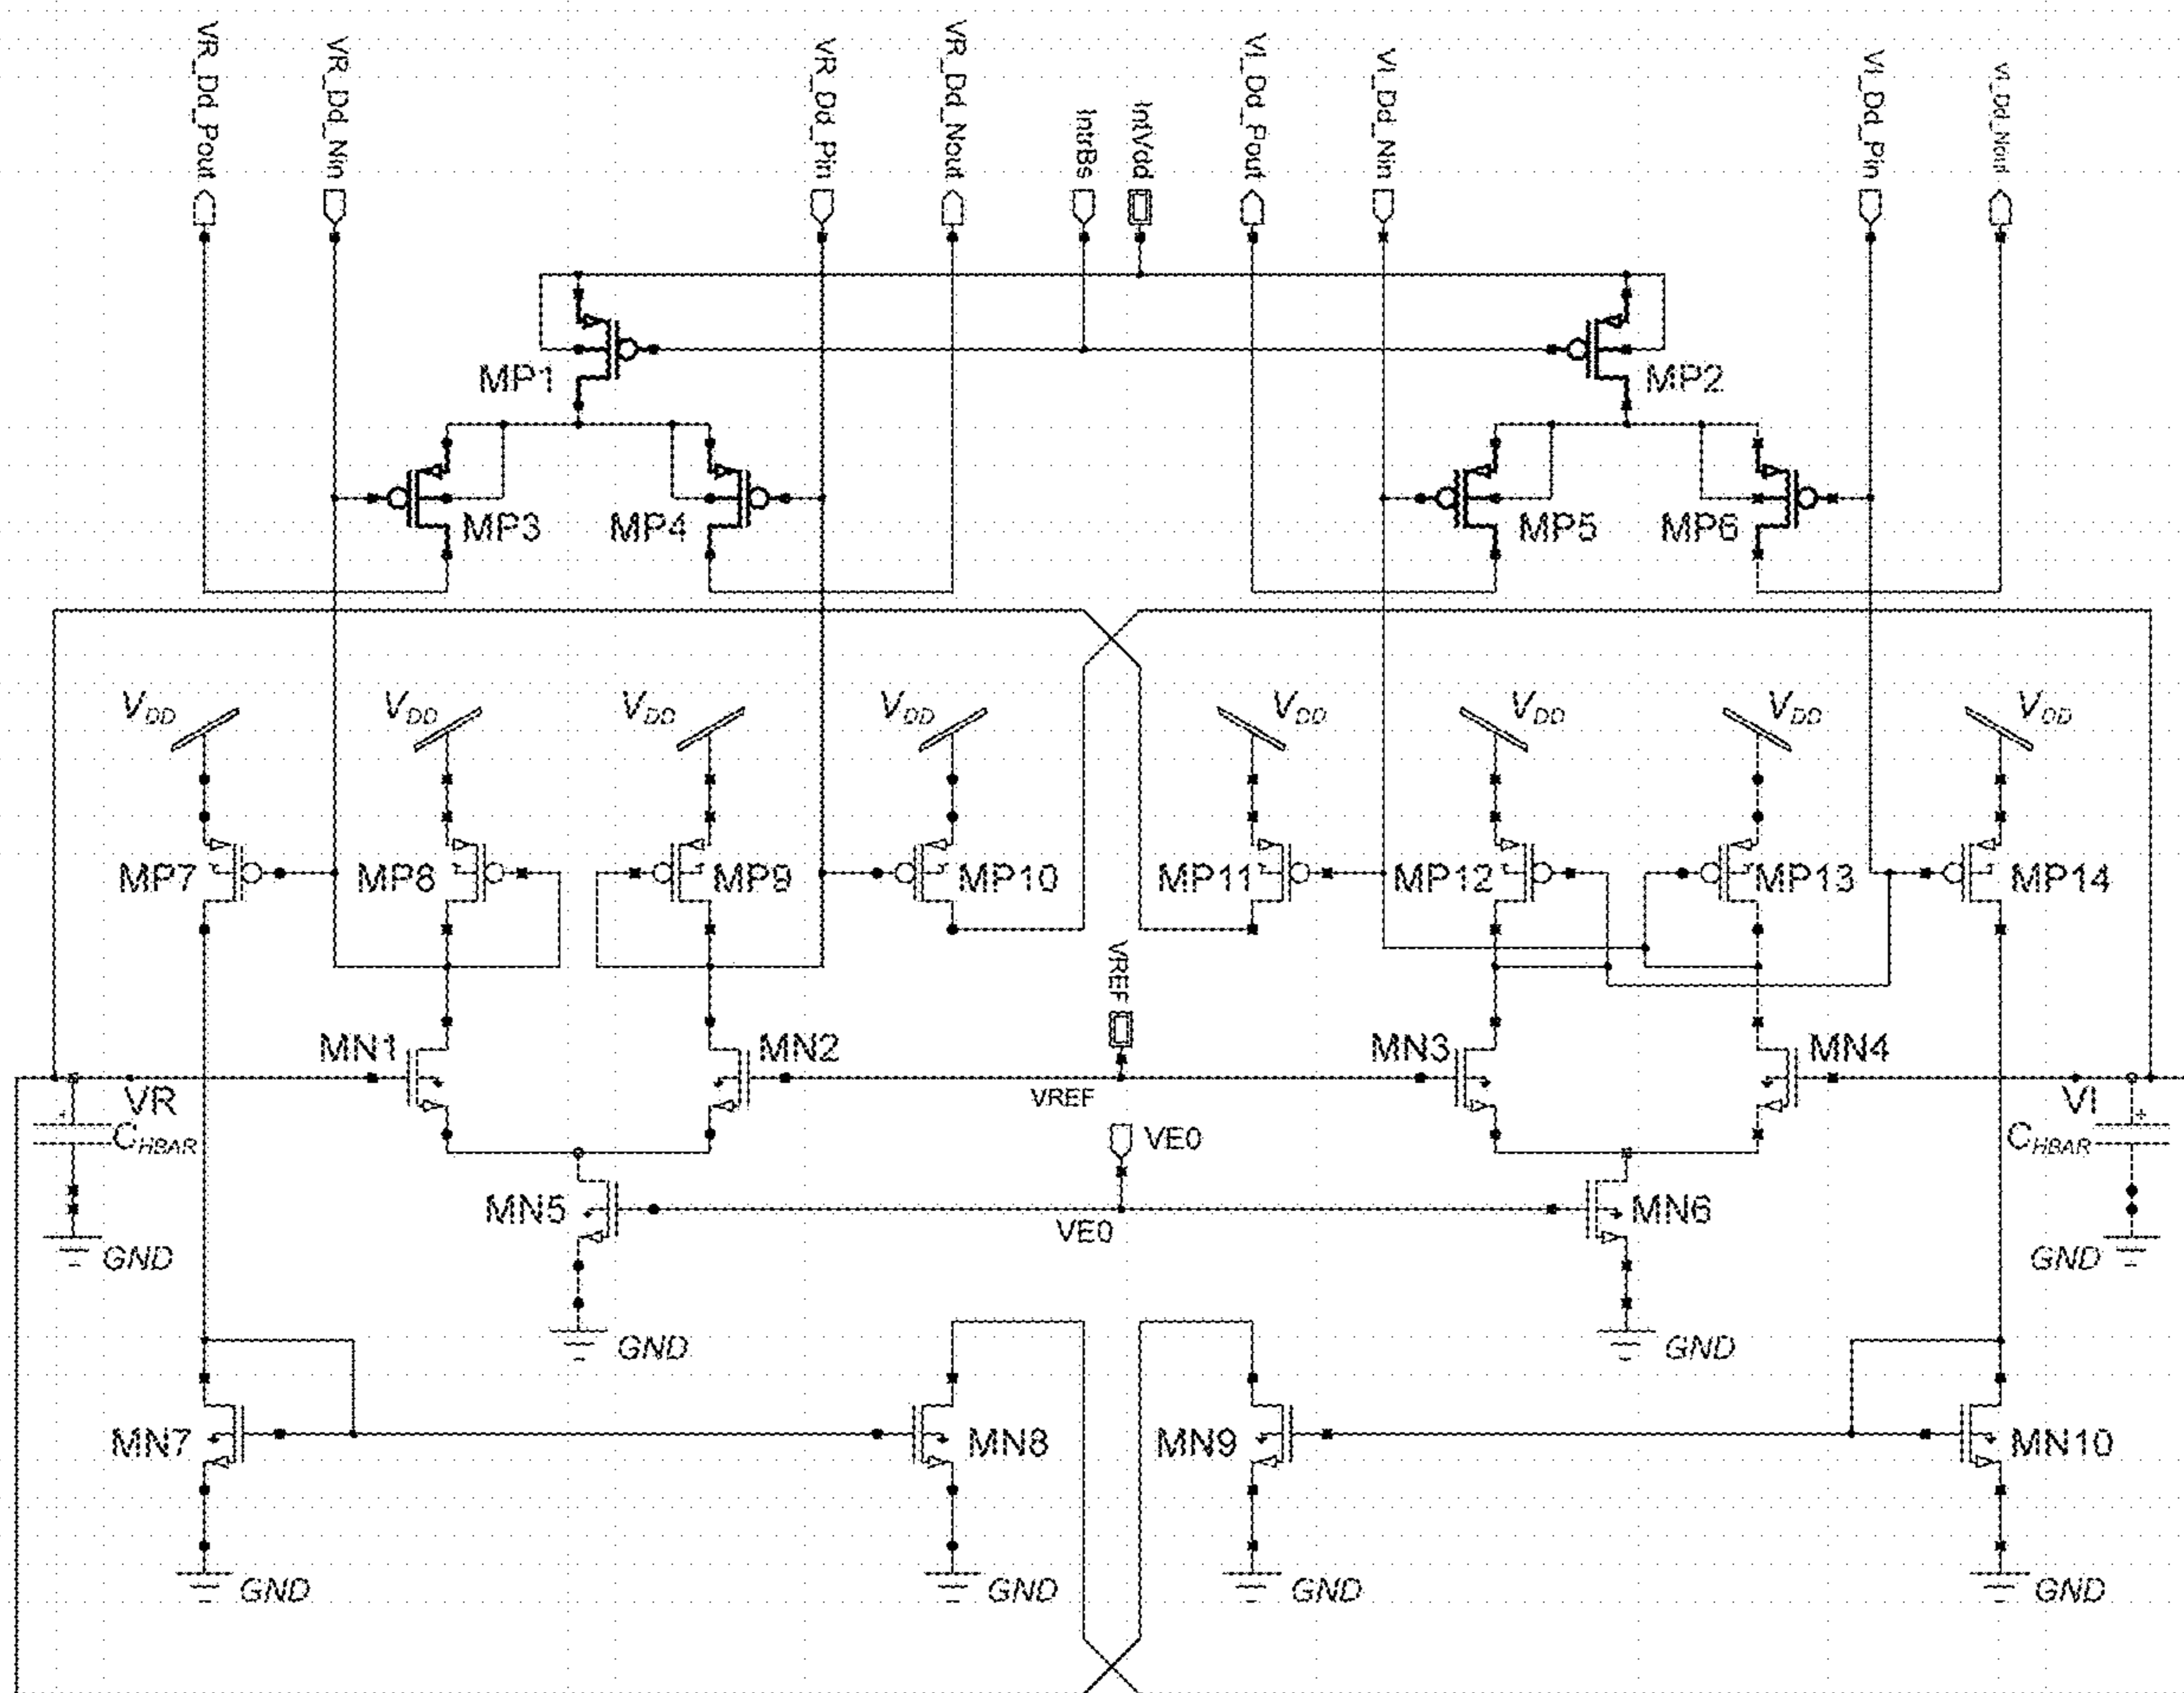 VR_Dd_Pout
VR_Dd_Nin
VR_Dd_Pin
VR_Dd_Nout
IntrBs
IntVdd
VI_Dd_Pout
VI_Dd_Nin
VI_Dd_Pin
VI_Dd_Nout
MP1
MP2
MP3
MP4
MP5
MP6
VDD
VDD
VDD
VDD
VDD
VDD
VDD
VDD
MP7
MP8
MP9
MP10
MP11
MP12
MP13
MP14
VREF
MN1
MN2
MN3
MN4
VR
VREF
VI
CHBAR
VE0
CHBAR
MN5
VE0
MN6
GND
GND
GND
GND
MN7
MN8
MN9
MN10
GND
GND
GND
GND